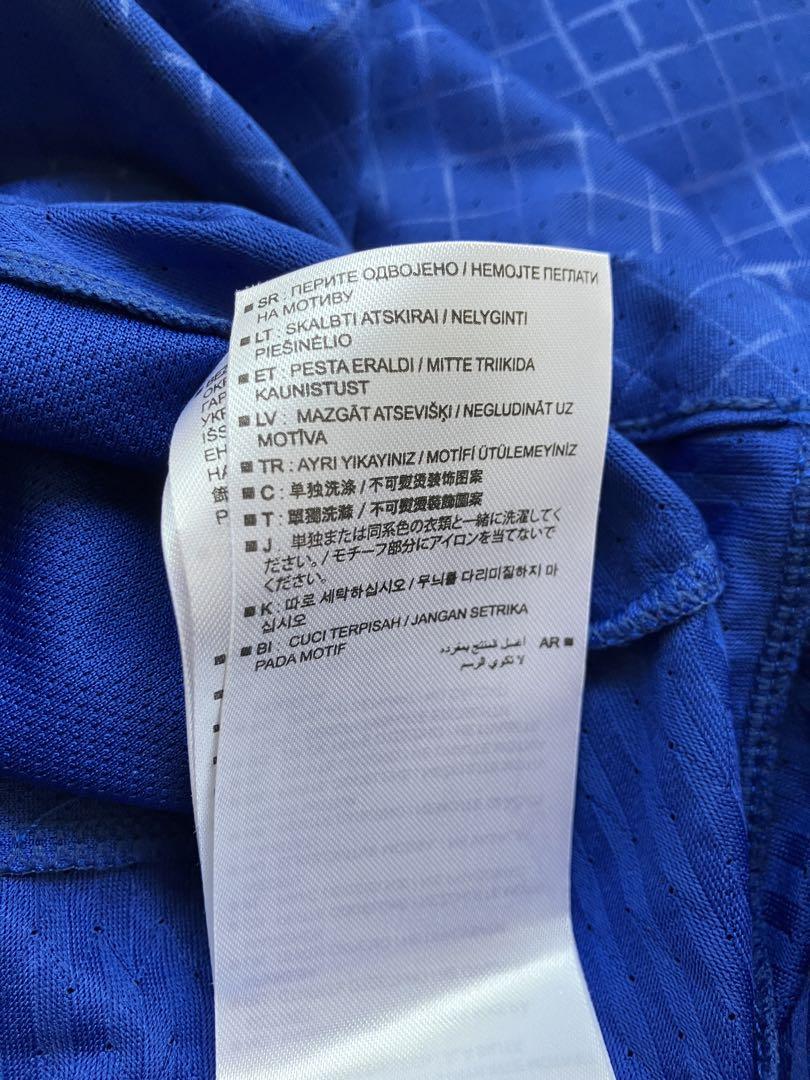 ■ SR : ПЕРИТЕ ОДВОЈЕНО / НЕМОЈТЕ ПЕГЛАТИ
НА МОТИВУ
■ LT : SKALBTI ATSKIRAI / NELYGINTI
PIEŠINĖLIO
■ ET : PESTA ERALDI / MITTE TRIIKIDA
KAUNISTUST
■ LV : MAZGĀT ATSEVIŠĶI / NEGLUDINĀT UZ
MOTĪVA
■ TR : AYRI YIKAYINIZ / MOTİFİ ÜTÜLEMEYİNİZ
■ C : 单独洗涤 / 不可熨烫装饰图案
■ T : 單獨洗滌 / 不可熨燙裝飾圖案
■ J : 単独または同系色の衣類と一緒に洗濯してく
ださい。/ モチーフ部分にアイロンを当てないで
ください。
■ K : 따로 세탁하십시오 / 무늬를 다리미질하지 마
십시오
■ BI : CUCI TERPISAH / JANGAN SETRIKA
PADA MOTIF
■ AR اغسل المنتج بمفرده
لا تكوي الرسم